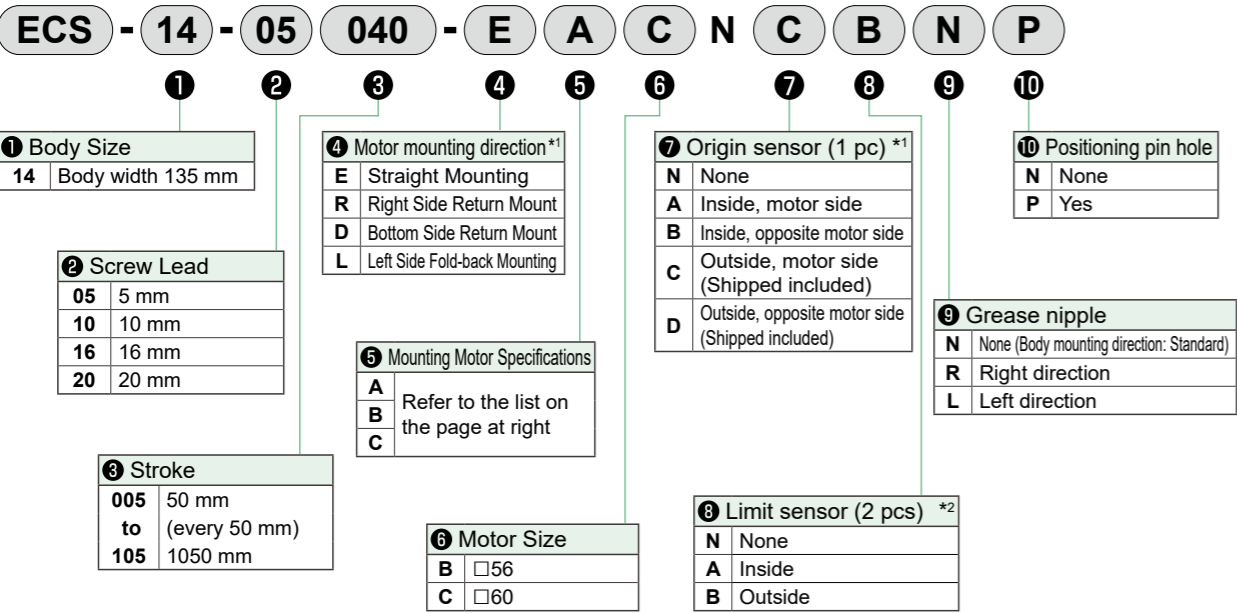 ECS - 14 - 05 040 - E A C N C B N P
❶ ❷ ❸ ❹ ❺ ❻ ❼ ❽ ❾ ❿
❶ Body Size
14 Body width 135 mm
❷ Screw Lead
05 5 mm
10 10 mm
16 16 mm
20 20 mm
❸ Stroke
005 50 mm
to (every 50 mm)
105 1050 mm
❹ Motor mounting direction *1
E Straight Mounting
R Right Side Return Mount
D Bottom Side Return Mount
L Left Side Fold-back Mounting
❺ Mounting Motor Specifications
A
B
C
Refer to the list on
the page at right
❻ Motor Size
B □56
C □60
❼ Origin sensor (1 pc) *1
N None
A Inside, motor side
B Inside, opposite motor side
C Outside, motor side
(Shipped included)
D Outside, opposite motor side
(Shipped included)
❽ Limit sensor (2 pcs) *2
N None
A Inside
B Outside
❾ Grease nipple
N None (Body mounting direction: Standard)
R Right direction
L Left direction
❿ Positioning pin hole
N None
P Yes